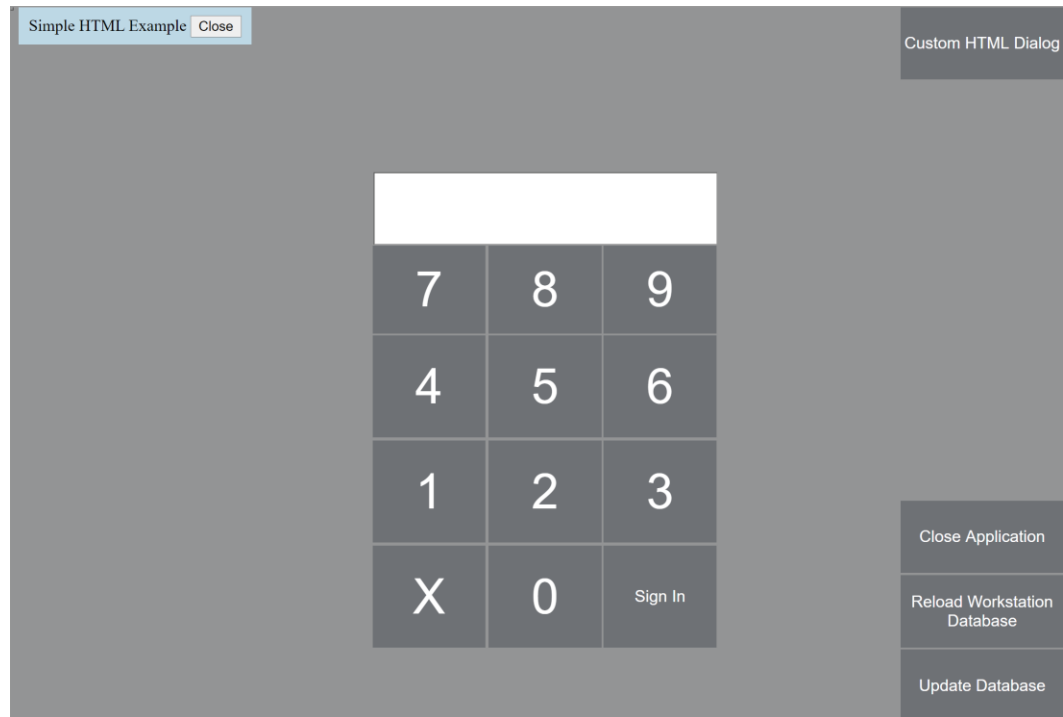 Simple HTML Example Close
Custom HTML Dialog
7 8 9
4 5 6
1 2 3
X 0 Sign In
Close Application
Reload Workstation
Database
Update Database